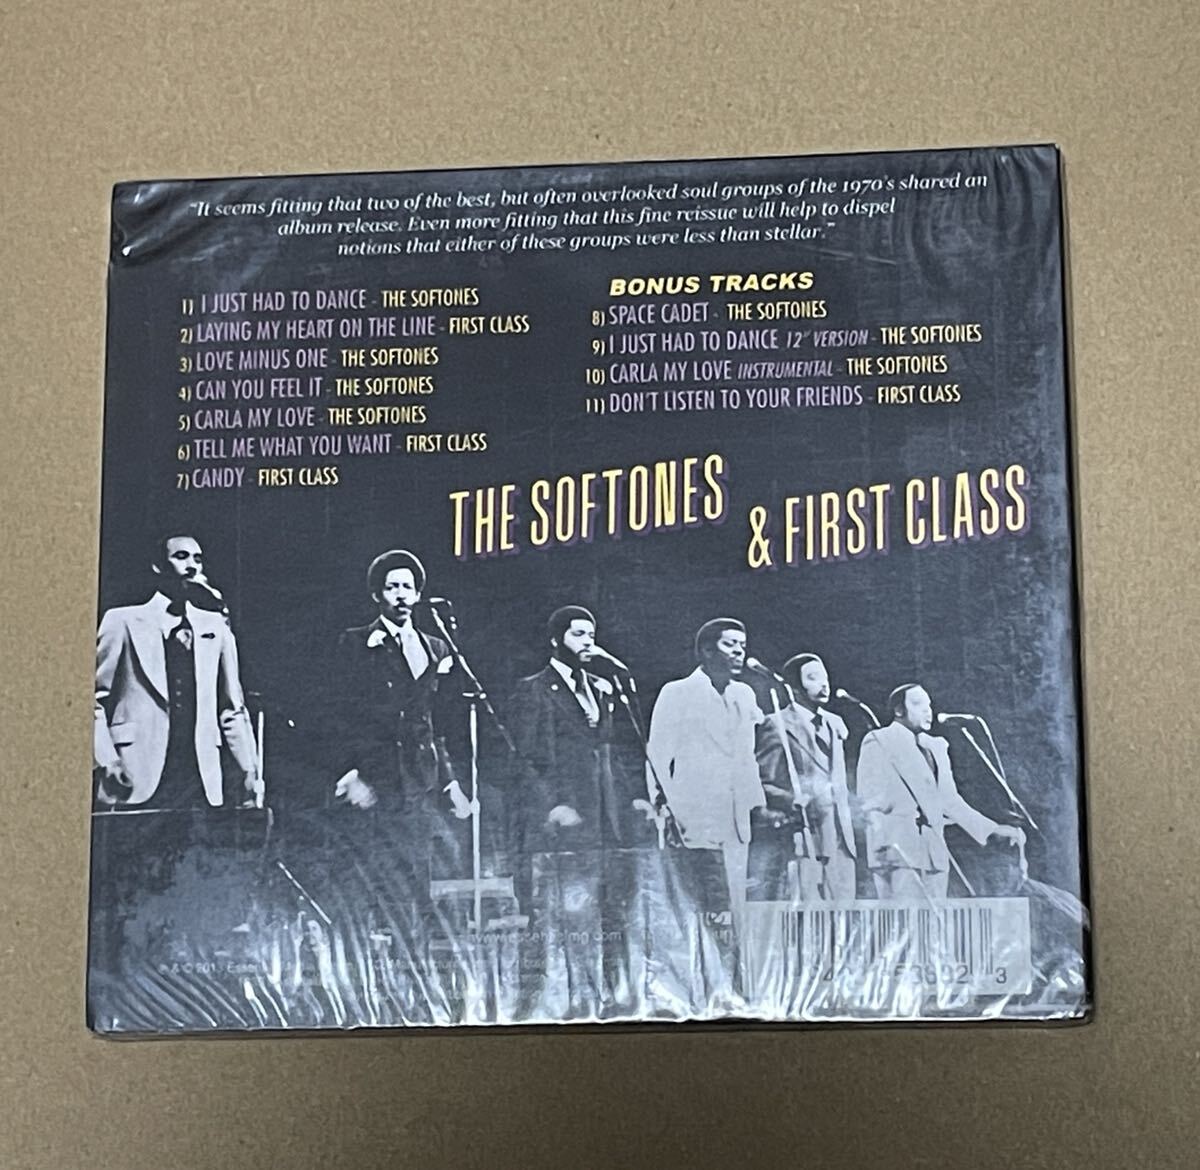 "It seems fitting that two of the best, but often overlooked soul groups of the 1970's shared an
album release. Even more fitting that this fine reissue will help to dispel
notions that either of these groups were less than stellar."
1) I JUST HAD TO DANCE - THE SOFTONES
2) LAYING MY HEART ON THE LINE - FIRST CLASS
3) LOVE MINUS ONE - THE SOFTONES
4) CAN YOU FEEL IT - THE SOFTONES
5) CARLA MY LOVE - THE SOFTONES
6) TELL ME WHAT YOU WANT - FIRST CLASS
7) CANDY - FIRST CLASS
BONUS TRACKS
8) SPACE CADET - THE SOFTONES
9) I JUST HAD TO DANCE 12" VERSION - THE SOFTONES
10) CARLA MY LOVE INSTRUMENTAL - THE SOFTONES
11) DON'T LISTEN TO YOUR FRIENDS - FIRST CLASS
THE SOFTONES
& FIRST CLASS
℗ & © 2013
3